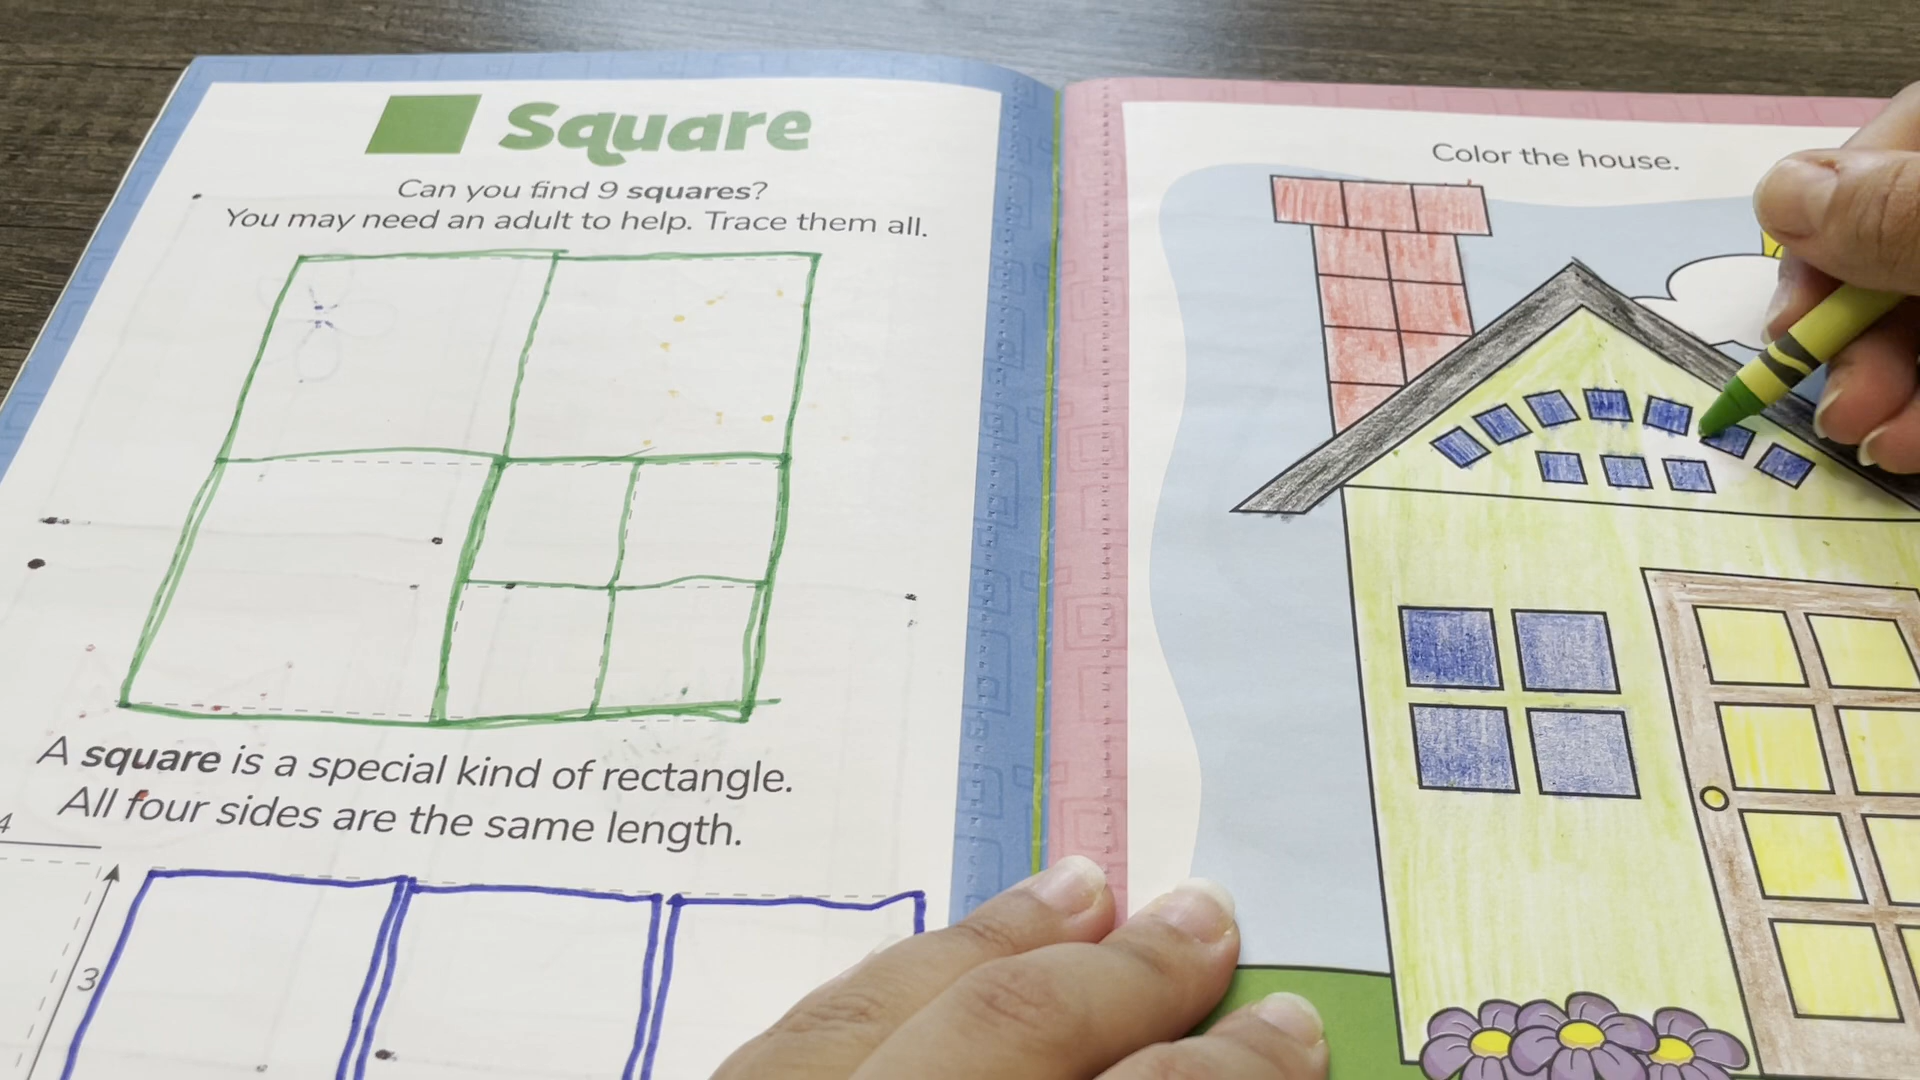 Square
Can you find 9 squares?
You may need an adult to help. Trace them all.
A square is a special kind of rectangle.
All four sides are the same length.
4
3
Color the house.